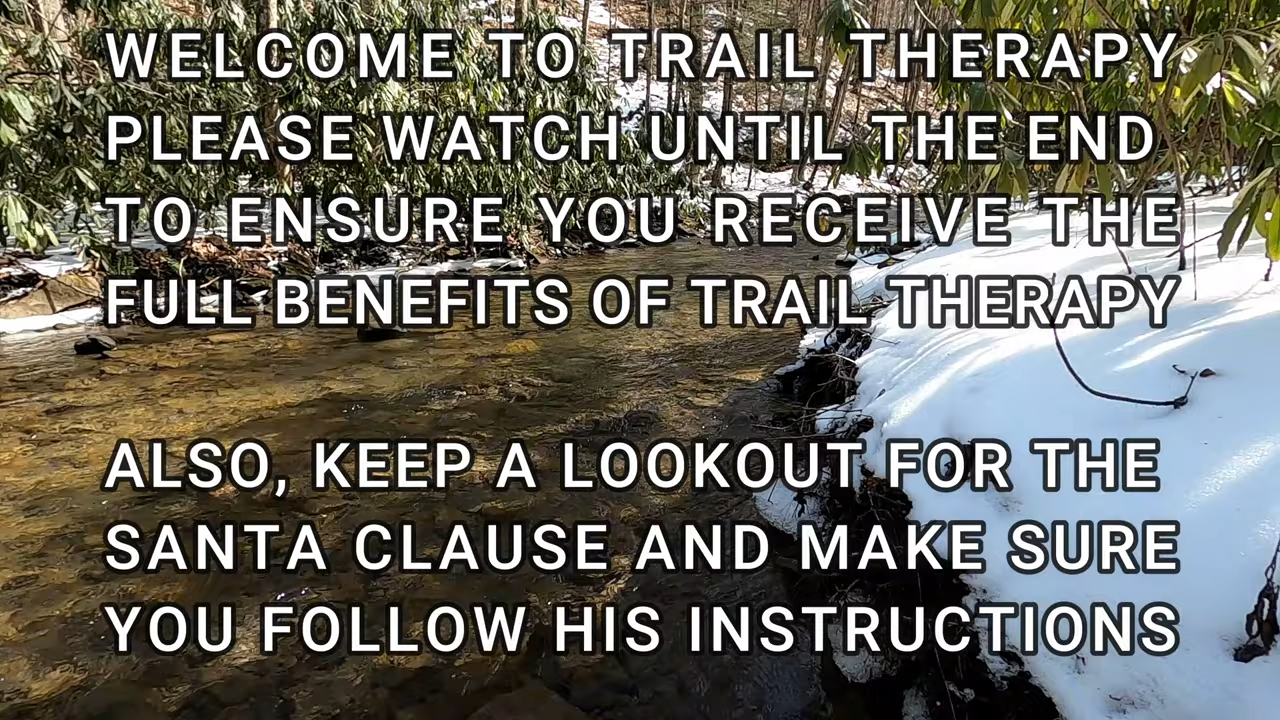 WELCOME TO TRAIL THERAPY
PLEASE WATCH UNTIL THE END
TO ENSURE YOU RECEIVE THE
FULL BENEFITS OF TRAIL THERAPY
ALSO, KEEP A LOOKOUT FOR THE
SANTA CLAUSE AND MAKE SURE
YOU FOLLOW HIS INSTRUCTIONS